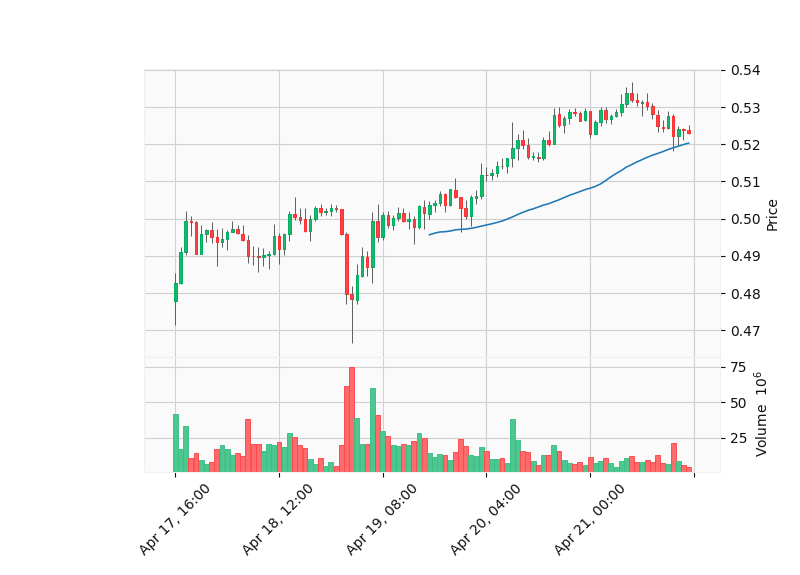 0.54
0.53
0.52
0.51
0.50
0.49
0.48
0.47
Price
75
50
25
Volume 10⁶
Apr 17, 16:00
Apr 18, 12:00
Apr 19, 08:00
Apr 20, 04:00
Apr 21, 00:00